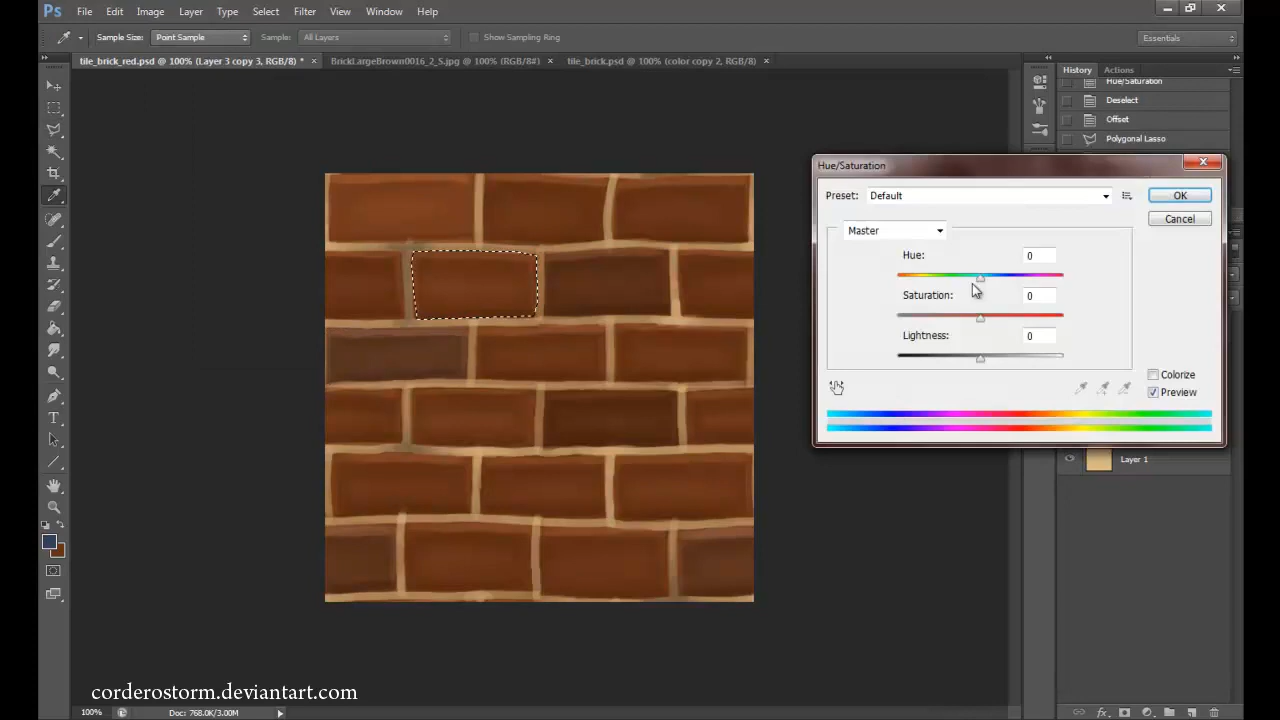 Ps File Edit Image Layer Type Select Filter View Window Help
Sample Size: Point Sample Sample: All Layers Show Sampling Ring Essentials
tile_brick_red.psd @ 100% (Layer 3 copy 3, RGB/8) * × BrickLargeBrown0016_2_S.jpg @ 100% (RGB/8#) × tile_brick.psd @ 100% (color copy 2, RGB/8) ×
History Actions
Hue/Saturation
Deselect
Offset
Polygonal Lasso
Hue/Saturation
Preset: Default OK
Cancel
Master
Hue: 0
Saturation: 0
Lightness: 0
Colorize
Preview
Layer 1
corderostorm.deviantart.com
100% Doc: 768.0K/3.00M